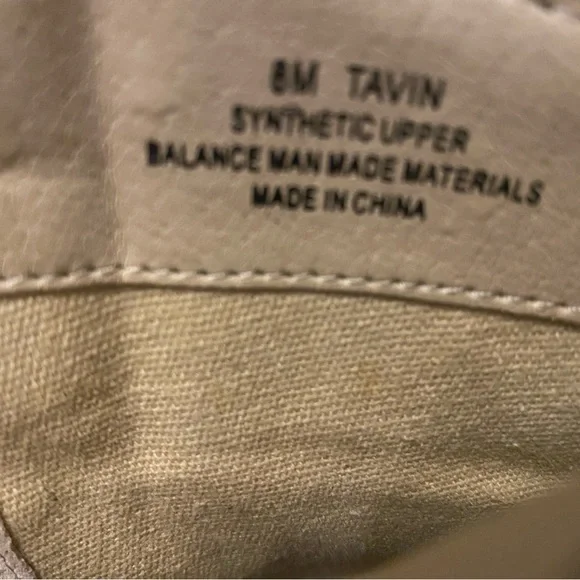 8M TAVIN
SYNTHETIC UPPER
BALANCE MAN MADE MATERIALS
MADE IN CHINA